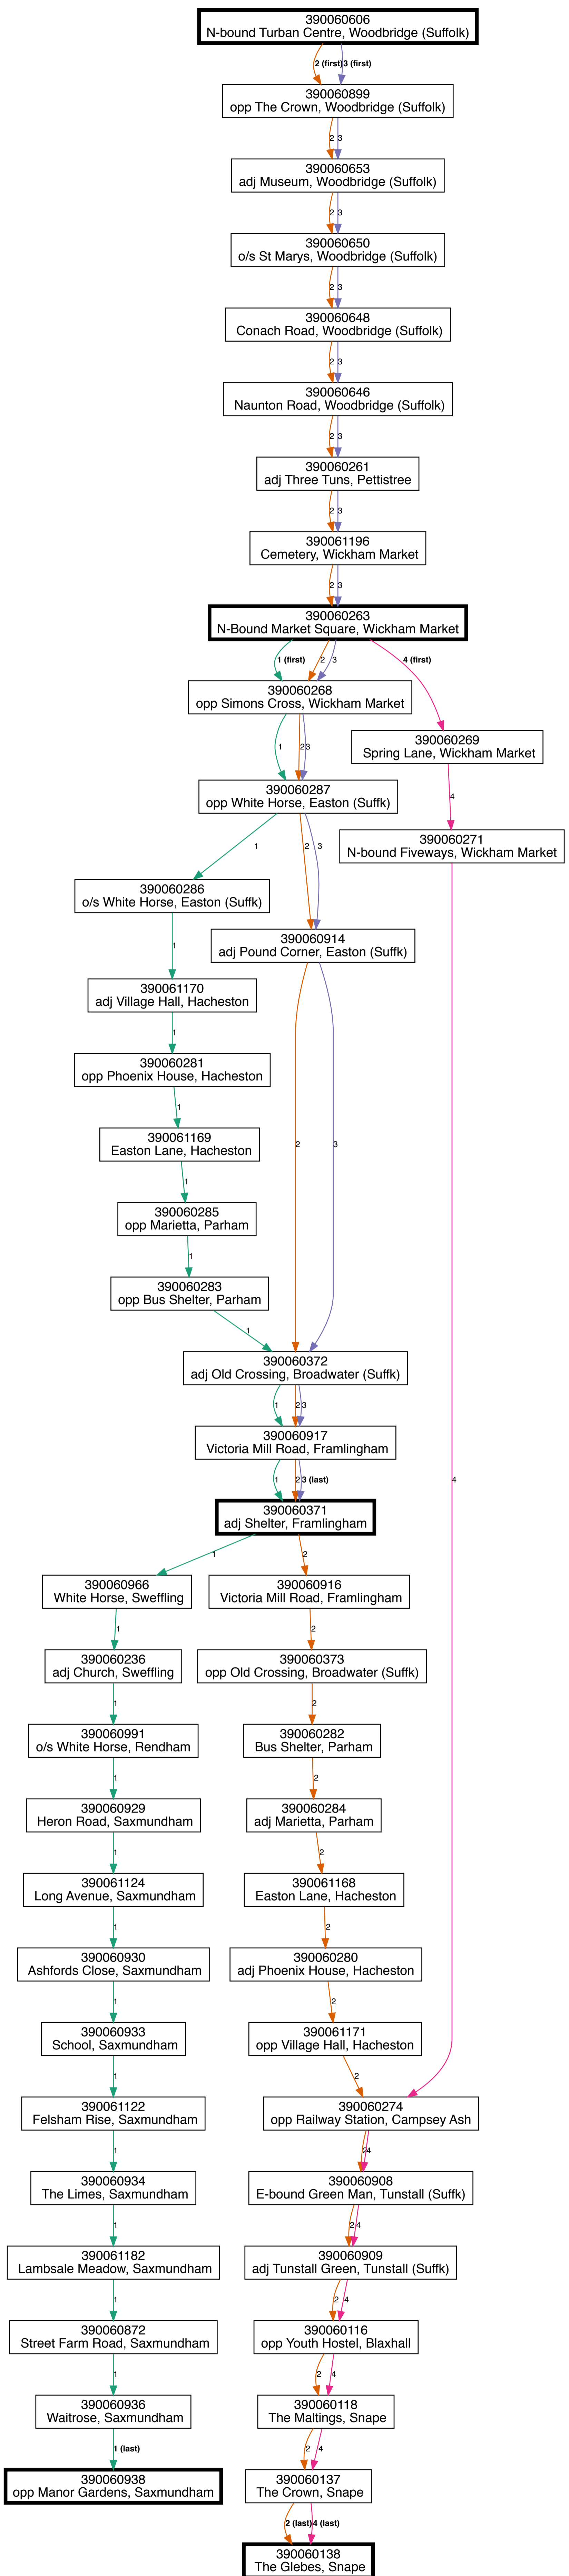 390060606
N-bound Turban Centre, Woodbridge (Suffolk)
2 (first) 3 (first)
390060899
opp The Crown, Woodbridge (Suffolk)
2 3
390060653
adj Museum, Woodbridge (Suffolk)
2 3
390060650
o/s St Marys, Woodbridge (Suffolk)
2 3
390060648
Conach Road, Woodbridge (Suffolk)
2 3
390060646
Naunton Road, Woodbridge (Suffolk)
2 3
390060261
adj Three Tuns, Pettistree
2 3
390061196
Cemetery, Wickham Market
2 3
390060263
N-Bound Market Square, Wickham Market
1 (first) 2 3 4 (first)
390060268
opp Simons Cross, Wickham Market
390060269
Spring Lane, Wickham Market
1 2 3
4
390060287
opp White Horse, Easton (Suffk)
390060271
N-bound Fiveways, Wickham Market
1 2 3
390060286
o/s White Horse, Easton (Suffk)
390060914
adj Pound Corner, Easton (Suffk)
1
390061170
adj Village Hall, Hacheston
1
390060281
opp Phoenix House, Hacheston
1
390061169
Easton Lane, Hacheston
2 3
1
390060285
opp Marietta, Parham
1
390060283
opp Bus Shelter, Parham
1
390060372
adj Old Crossing, Broadwater (Suffk)
1 2 3
390060917
Victoria Mill Road, Framlingham
1 2 3 (last)
4
390060371
adj Shelter, Framlingham
1 2
390060966
White Horse, Sweffling
390060916
Victoria Mill Road, Framlingham
1 2
390060236
adj Church, Sweffling
390060373
opp Old Crossing, Broadwater (Suffk)
1 2
390060991
o/s White Horse, Rendham
390060282
Bus Shelter, Parham
1 2
390060929
Heron Road, Saxmundham
390060284
adj Marietta, Parham
1 2
390061124
Long Avenue, Saxmundham
390061168
Easton Lane, Hacheston
1 2
390060930
Ashfords Close, Saxmundham
390060280
adj Phoenix House, Hacheston
1 2
390060933
School, Saxmundham
390061171
opp Village Hall, Hacheston
1 2
390061122
Felsham Rise, Saxmundham
390060274
opp Railway Station, Campsey Ash
1 2 4
390060934
The Limes, Saxmundham
390060908
E-bound Green Man, Tunstall (Suffk)
1 2 4
390061182
Lambsale Meadow, Saxmundham
390060909
adj Tunstall Green, Tunstall (Suffk)
1 2 4
390060872
Street Farm Road, Saxmundham
390060116
opp Youth Hostel, Blaxhall
1 2 4
390060936
Waitrose, Saxmundham
390060118
The Maltings, Snape
1 (last) 2 4
390060938
opp Manor Gardens, Saxmundham
390060137
The Crown, Snape
2 (last) 4 (last)
390060138
The Glebes, Snape